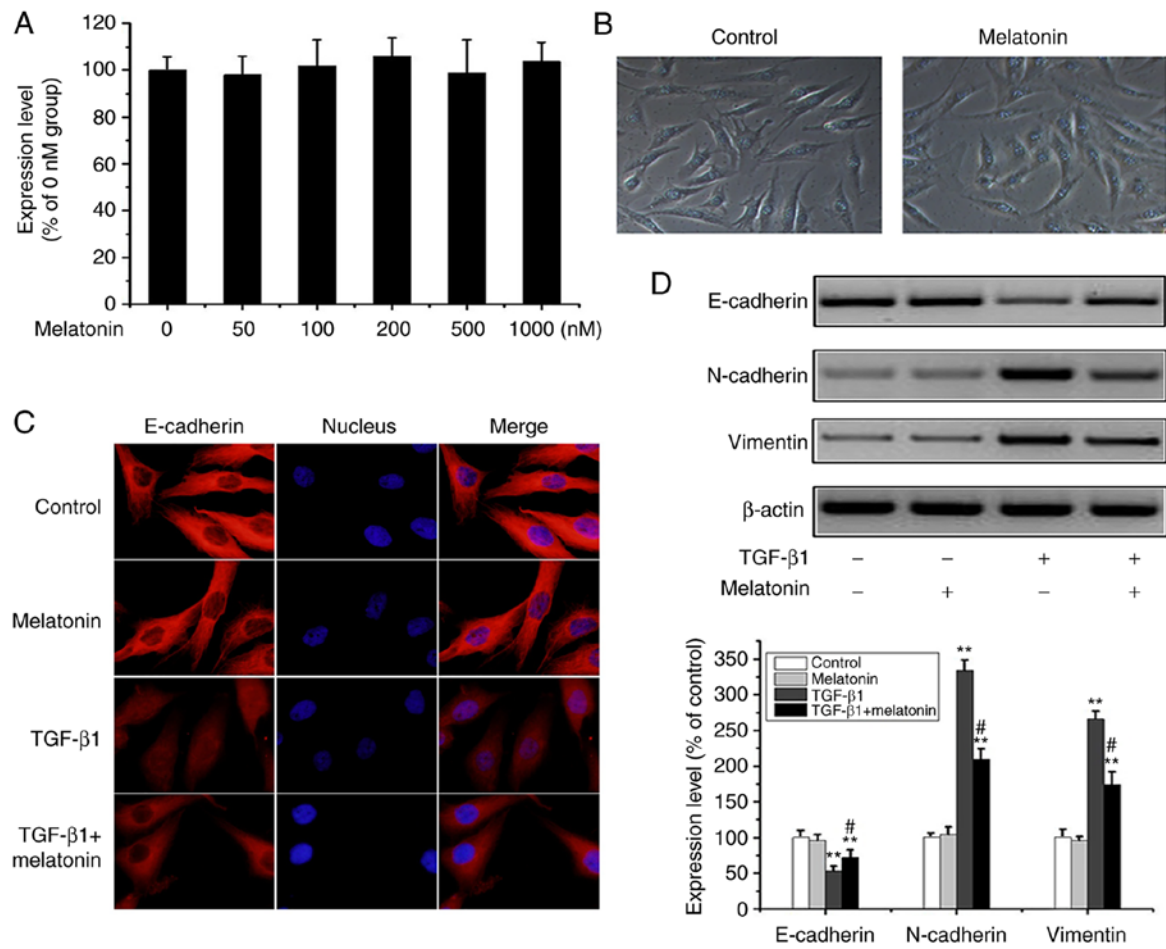 A
Expression level
(% of 0 nM group)
120
100
80
60
40
20
0
Melatonin 0 50 100 200 500 1000 (nM)
B
Control Melatonin
C
E-cadherin Nucleus Merge
Control
Melatonin
TGF-β1
TGF-β1+
melatonin
D
E-cadherin
N-cadherin
Vimentin
β-actin
TGF-β1 – – + +
Melatonin – + – +
Expression level (% of control)
350
300
250
200
150
100
50
0
Control
Melatonin
TGF-β1
TGF-β1+melatonin
** # **
** # **
** # **
E-cadherin N-cadherin Vimentin